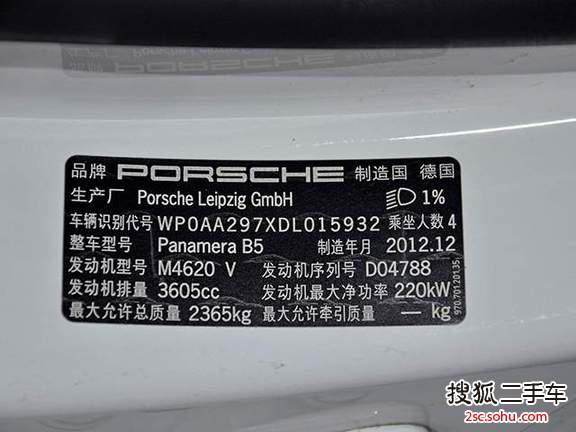 品牌 PORSCHE 制造国 德国
生产厂 Porsche Leipzig GmbH 1%
车辆识别代号 WP0AA297XDL015932 乘坐人数 4
整车型号 Panamera B5 制造年月 2012.12
发动机型号 M4620 V 发动机序列号 D04788
发动机排量 3605cc 发动机最大净功率 220kW
最大允许总质量 2365kg 最大允许牵引质量 — kg
970.701.201.35
搜狐二手车
2sc.sohu.com